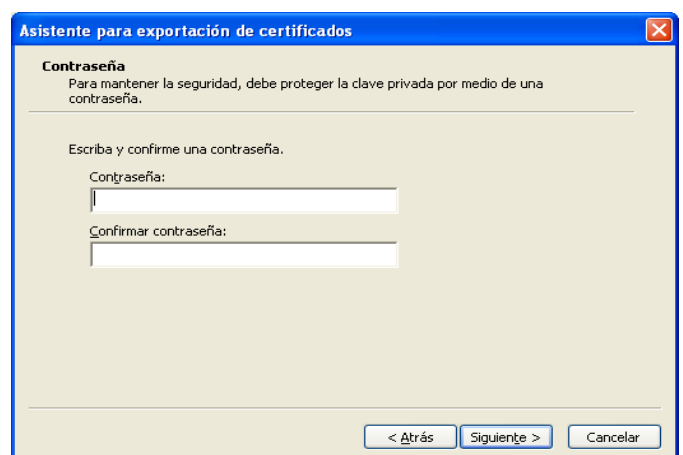 Asistente para exportación de certificados
Contraseña
Para mantener la seguridad, debe proteger la clave privada por medio de una
contraseña.
Escriba y confirme una contraseña.
Contraseña:
Confirmar contraseña:
< Atrás Siguiente > Cancelar